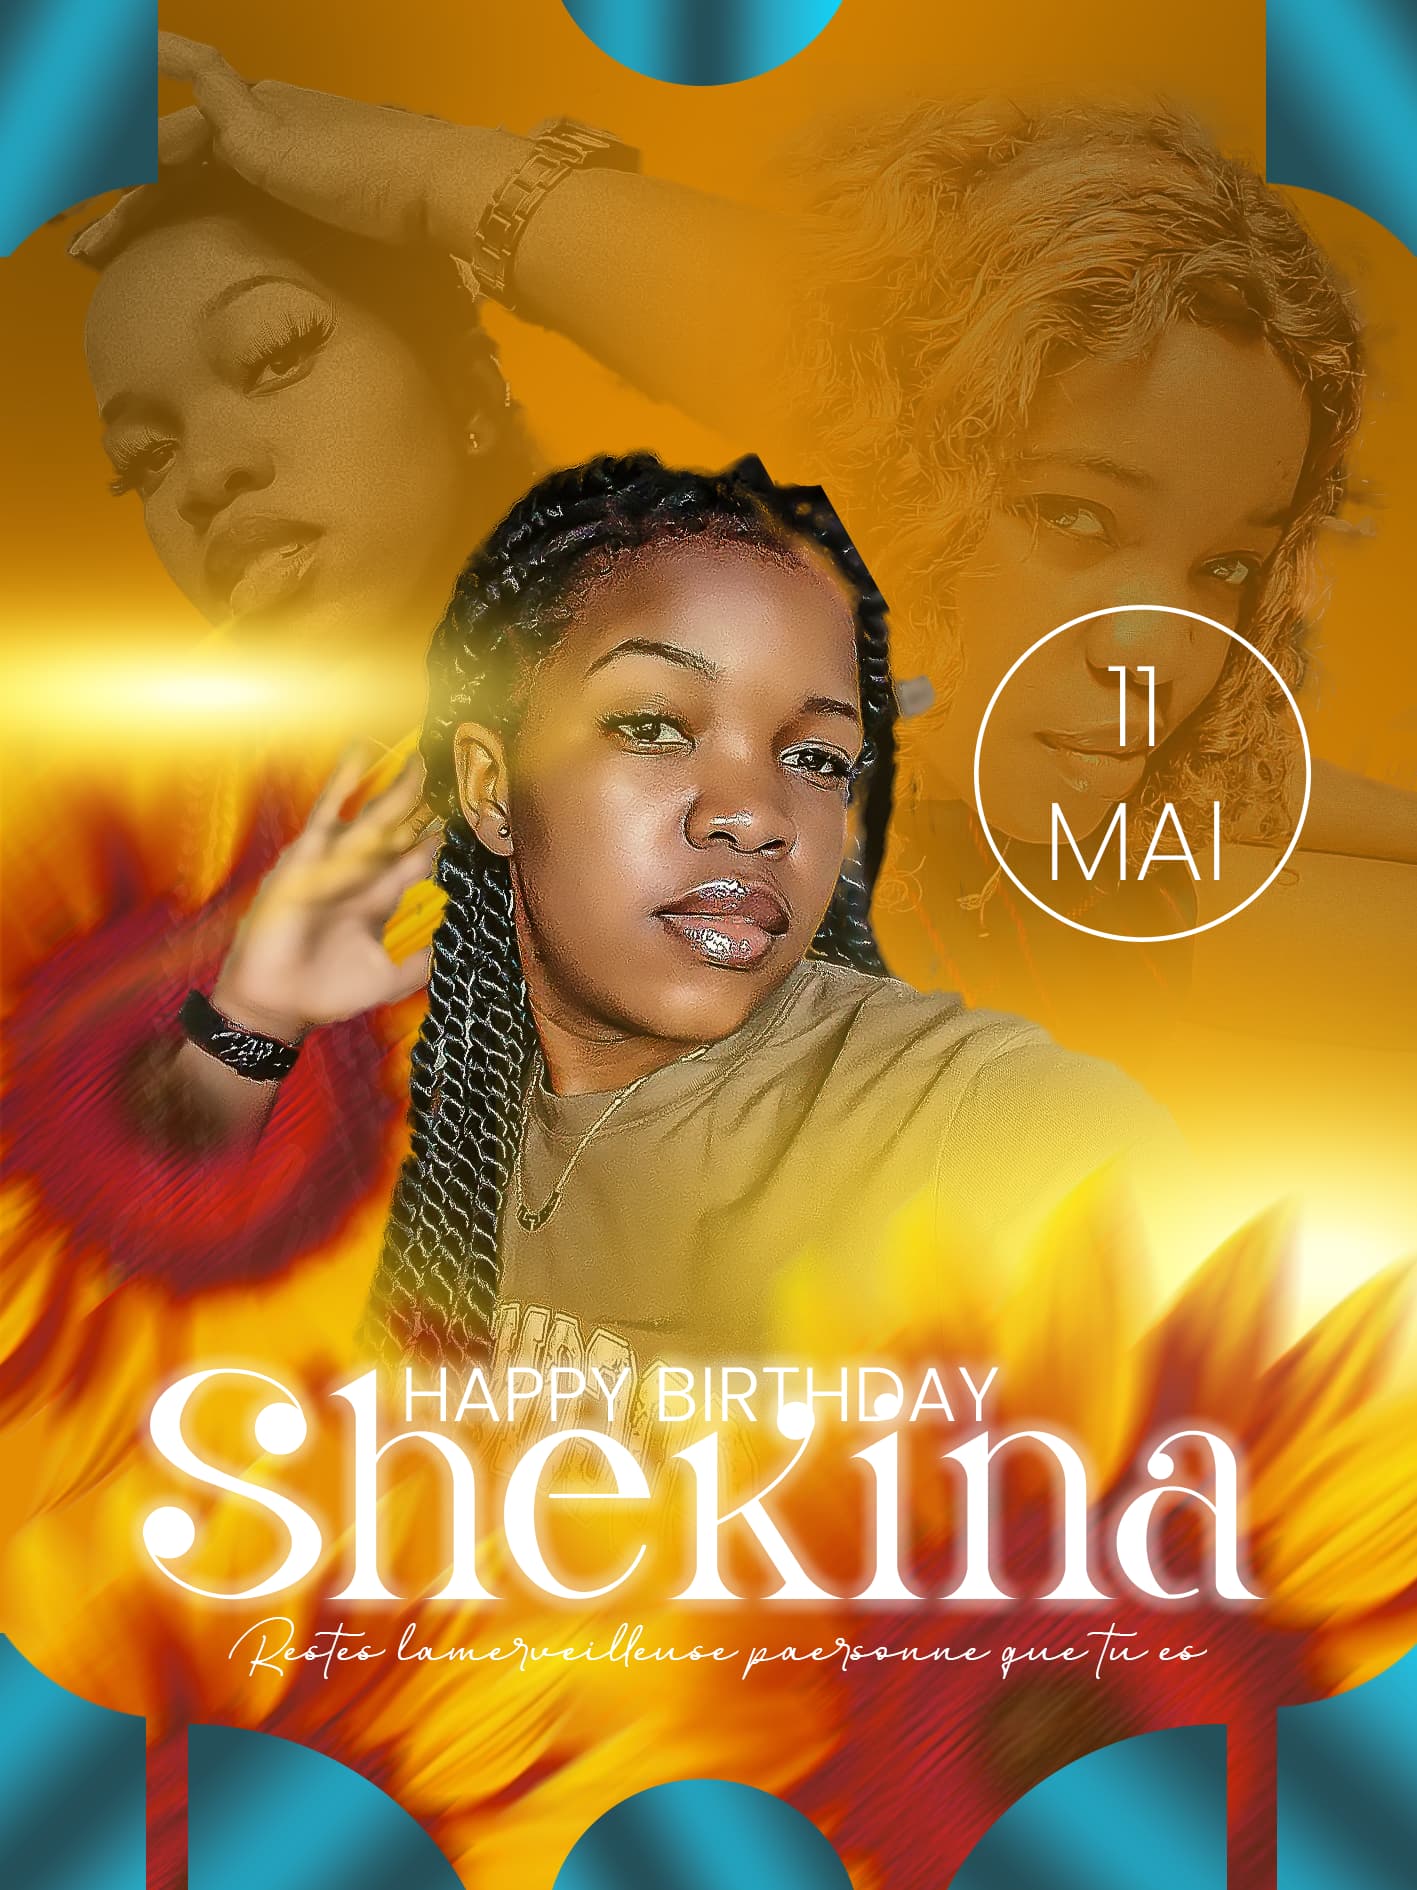 11
MAI
HAPPY BIRTHDAY
Shekina
Restes lamerveilleuse paersonne que tu es